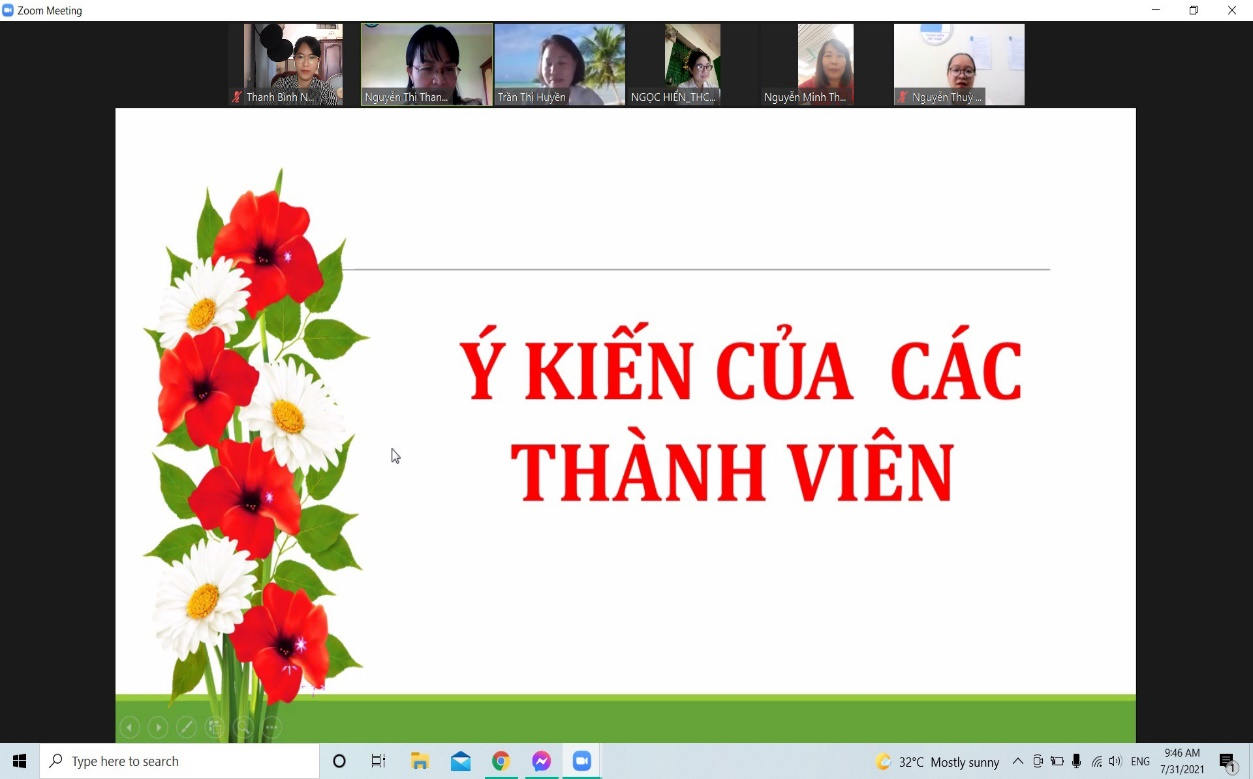 Zoom Meeting
Thanh Bình N...
Nguyễn Thị Than...
Trần Thị Huyền
NGỌC HIỀN_THC...
Nguyễn Minh Th...
Nguyễn Thuỳ ...
Ý KIẾN CỦA CÁC
THÀNH VIÊN
Type here to search
32°C Mostly sunny
ENG
9:46 AM
7/31/2021
1